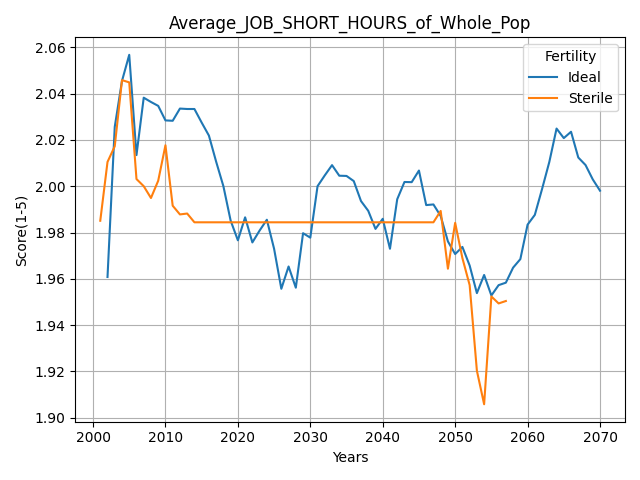 Average_JOB_SHORT_HOURS_of_Whole_Pop
Fertility
Ideal
Sterile
Score(1-5)
2.06
2.04
2.02
2.00
1.98
1.96
1.94
1.92
1.90
2000 2010 2020 2030 2040 2050 2060 2070
Years